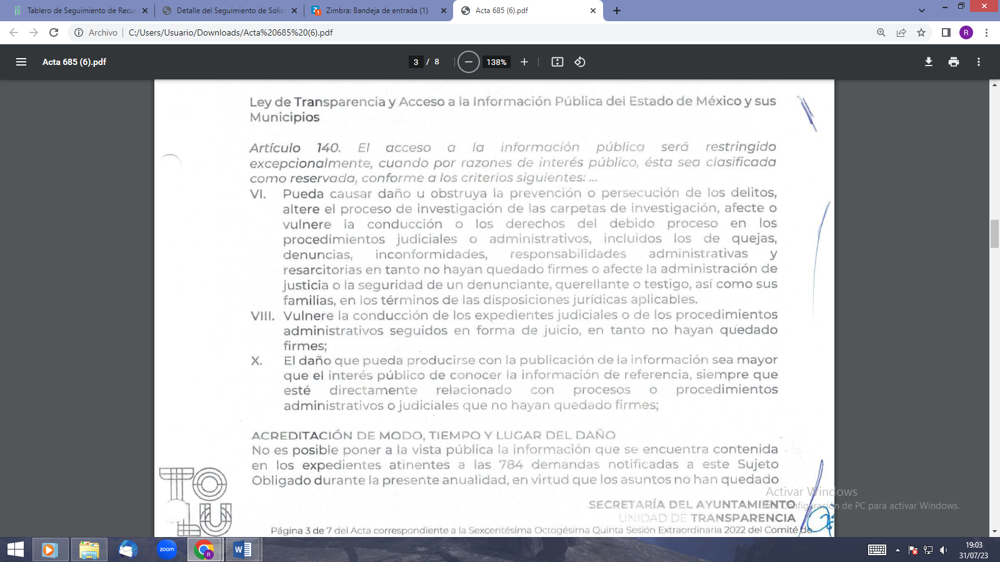 Tablero de Seguimiento de Recur
Detalle del Seguimiento de Solici
Zimbra: Bandeja de entrada (1)
Acta 685 (6).pdf
Archivo
C:/Users/Usuario/Downloads/Acta%20685%20(6).pdf
R
Acta 685 (6).pdf
3 / 8
138%
Ley de Transparencia y Acceso a la Información Pública del Estado de México y sus
Municipios
Artículo 140. El acceso a la información pública será restringido
excepcionalmente, cuando por razones de interés público, ésta sea clasificada
como reservada, conforme a los criterios siguientes: ...
VI. Pueda causar daño u obstruya la prevención o persecución de los delitos,
altere el proceso de investigación de las carpetas de investigación, afecte o
vulnere la conducción o los derechos del debido proceso en los
procedimientos judiciales o administrativos, incluidos los de quejas,
denuncias, inconformidades, responsabilidades administrativas y
resarcitorias en tanto no hayan quedado firmes o afecte la administración de
justicia o la seguridad de un denunciante, querellante o testigo, así como sus
familias, en los términos de las disposiciones jurídicas aplicables.
VIII. Vulnere la conducción de los expedientes judiciales o de los procedimientos
administrativos seguidos en forma de juicio, en tanto no hayan quedado
firmes;
X. El daño que pueda producirse con la publicación de la información sea mayor
que el interés público de conocer la información de referencia, siempre que
esté directamente relacionado con procesos o procedimientos
administrativos o judiciales que no hayan quedado firmes;
ACREDITACIÓN DE MODO, TIEMPO Y LUGAR DEL DAÑO
No es posible poner a la vista pública la información que se encuentra contenida
en los expedientes atinentes a las 784 demandas notificadas a este Sujeto
Obligado durante la presente anualidad, en virtud que los asuntos no han quedado
Activar Windows
Configuración de PC para activar Windows.
SECRETARÍA DEL AYUNTAMIENTO
UNIDAD DE TRANSPARENCIA
Página 3 de 7 del Acta correspondiente a la Sexcentésima Octogésima Quinta Sesión Extraordinaria 2022 del Comité de
zoom
R
19:03
31/07/23